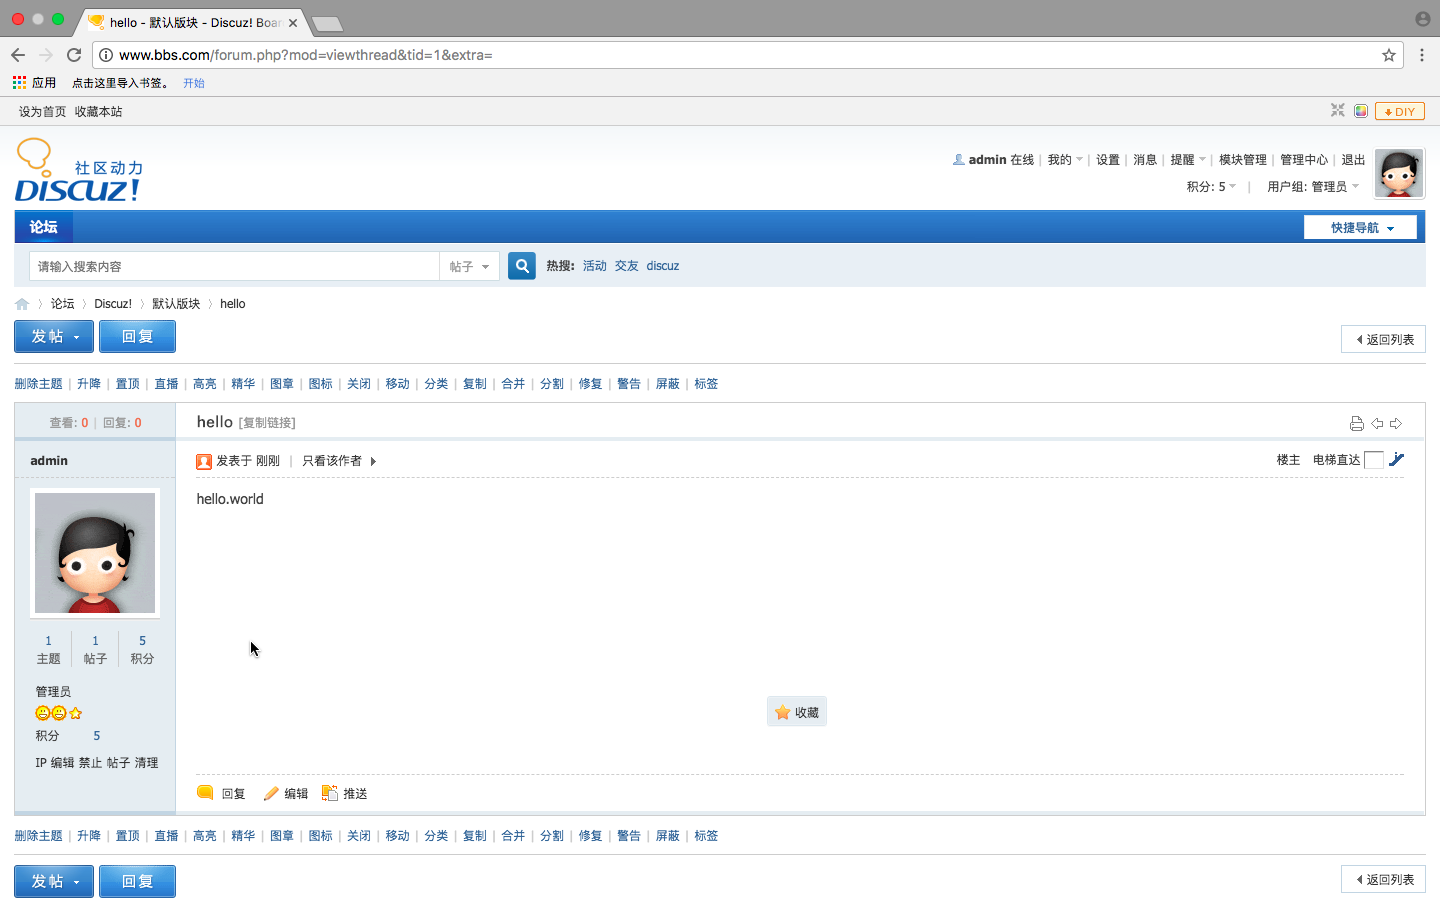 hello - 默认版块 - Discuz! Boar
www.bbs.com/forum.php?mod=viewthread&tid=1&extra=
应用 点击这里导入书签。 开始
设为首页 收藏本站
DIY
社区动力
DISCUZ!
admin 在线 | 我的 | 设置 | 消息 | 提醒 | 模块管理 | 管理中心 | 退出
积分: 5 | 用户组: 管理员
论坛
快捷导航
请输入搜索内容 帖子 热搜: 活动 交友 discuz
论坛 〉 Discuz! 〉 默认版块 〉 hello
发帖 回复 返回列表
删除主题 | 升降 | 置顶 | 直播 | 高亮 | 精华 | 图章 | 图标 | 关闭 | 移动 | 分类 | 复制 | 合并 | 分割 | 修复 | 警告 | 屏蔽 | 标签
查看: 0 | 回复: 0
hello [复制链接]
admin
发表于 刚刚 | 只看该作者
楼主 电梯直达
hello.world
1 1 5
主题 帖子 积分
管理员
积分 5
IP 编辑 禁止 帖子 清理
收藏
回复 编辑 推送
删除主题 | 升降 | 置顶 | 直播 | 高亮 | 精华 | 图章 | 图标 | 关闭 | 移动 | 分类 | 复制 | 合并 | 分割 | 修复 | 警告 | 屏蔽 | 标签
发帖 回复 返回列表